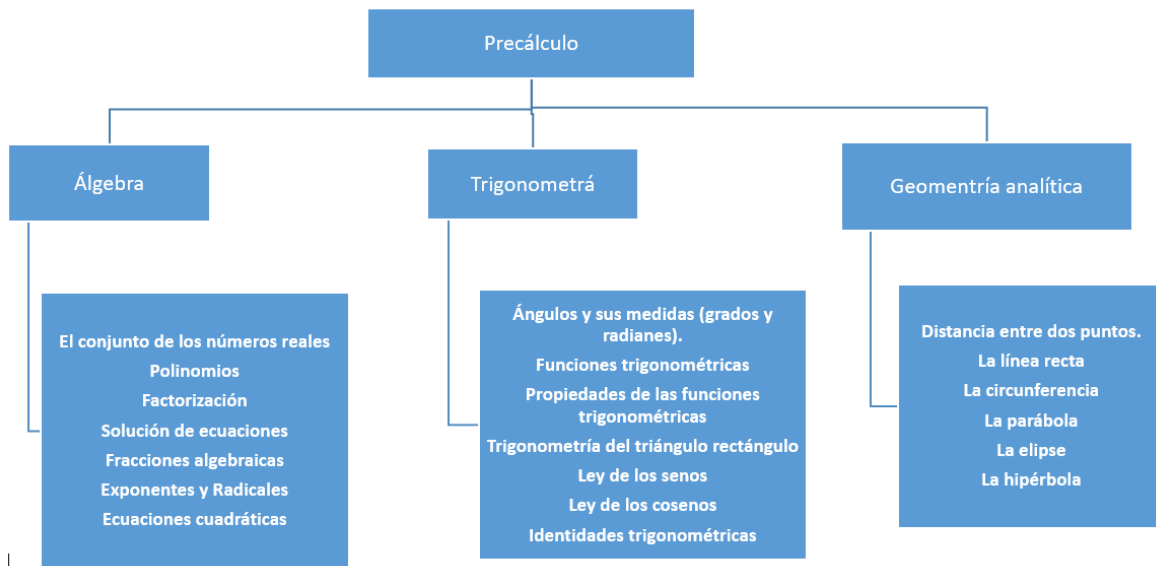 Precálculo
Álgebra
Trigonometrá
Geomentría analítica
El conjunto de los números reales
Polinomios
Factorización
Solución de ecuaciones
Fracciones algebraicas
Exponentes y Radicales
Ecuaciones cuadráticas
Ángulos y sus medidas (grados y
radianes).
Funciones trigonométricas
Propiedades de las funciones
trigonométricas
Trigonometría del triángulo rectángulo
Ley de los senos
Ley de los cosenos
Identidades trigonométricas
Distancia entre dos puntos.
La línea recta
La circunferencia
La parábola
La elipse
La hipérbola